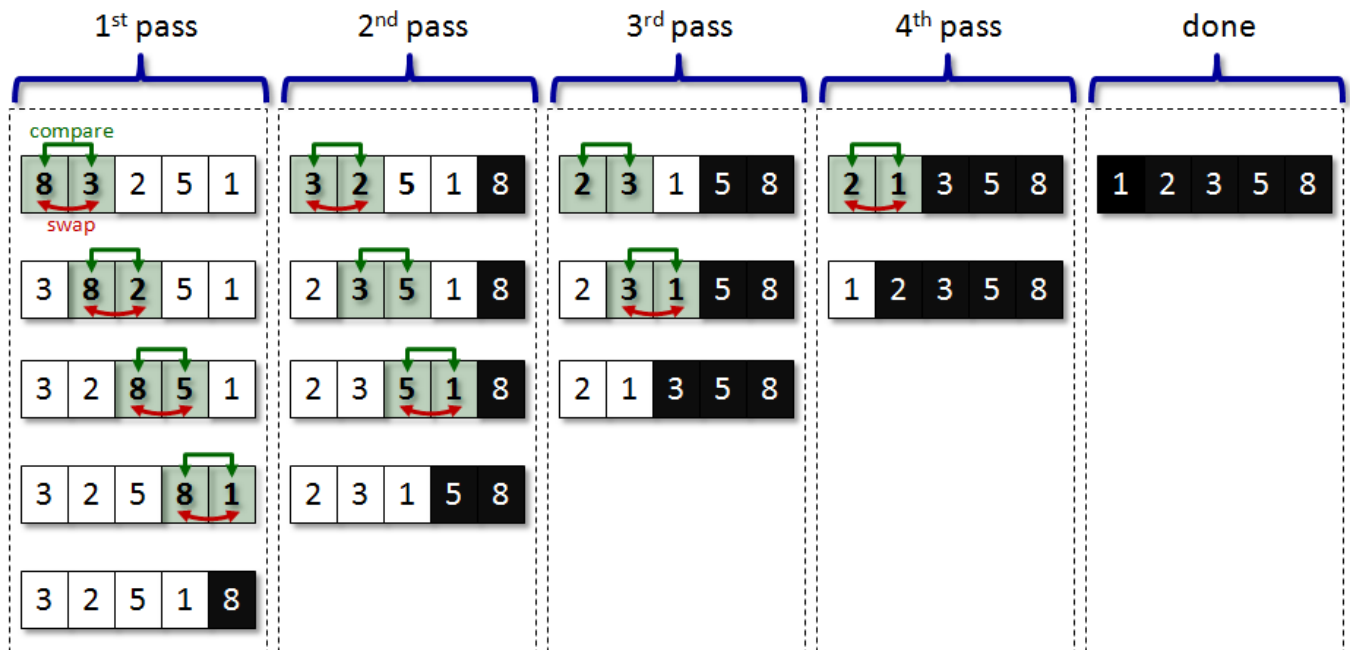 1st pass
2nd pass
3rd pass
4th pass
done
compare
8 3 2 5 1
swap
3 8 2 5 1
3 2 8 5 1
3 2 5 8 1
3 2 5 1 8
3 2 5 1 8
2 3 5 1 8
2 3 5 1 8
2 3 1 5 8
2 3 1 5 8
2 3 1 5 8
2 1 3 5 8
2 1 3 5 8
1 2 3 5 8
1 2 3 5 8